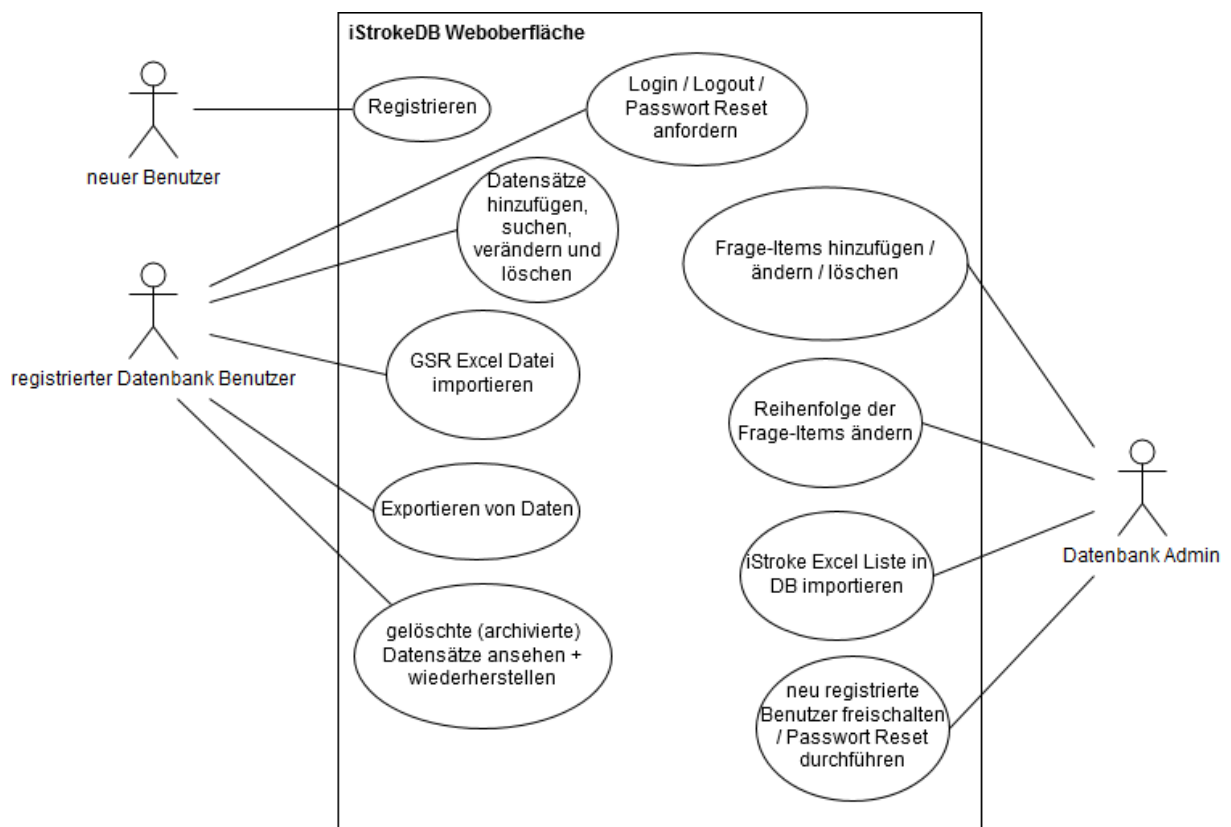 iStrokeDB Weboberfläche
neuer Benutzer
Registrieren
Login / Logout /
Passwort Reset
anfordern
Datensätze
hinzufügen,
suchen,
verändern und
löschen
Frage-Items hinzufügen /
ändern / löschen
registrierter Datenbank Benutzer
GSR Excel Datei
importieren
Reihenfolge der
Frage-Items ändern
Exportieren von Daten
Datenbank Admin
iStroke Excel Liste in
DB importieren
gelöschte (archivierte)
Datensätze ansehen +
wiederherstellen
neu registrierte
Benutzer freischalten
/ Passwort Reset
durchführen